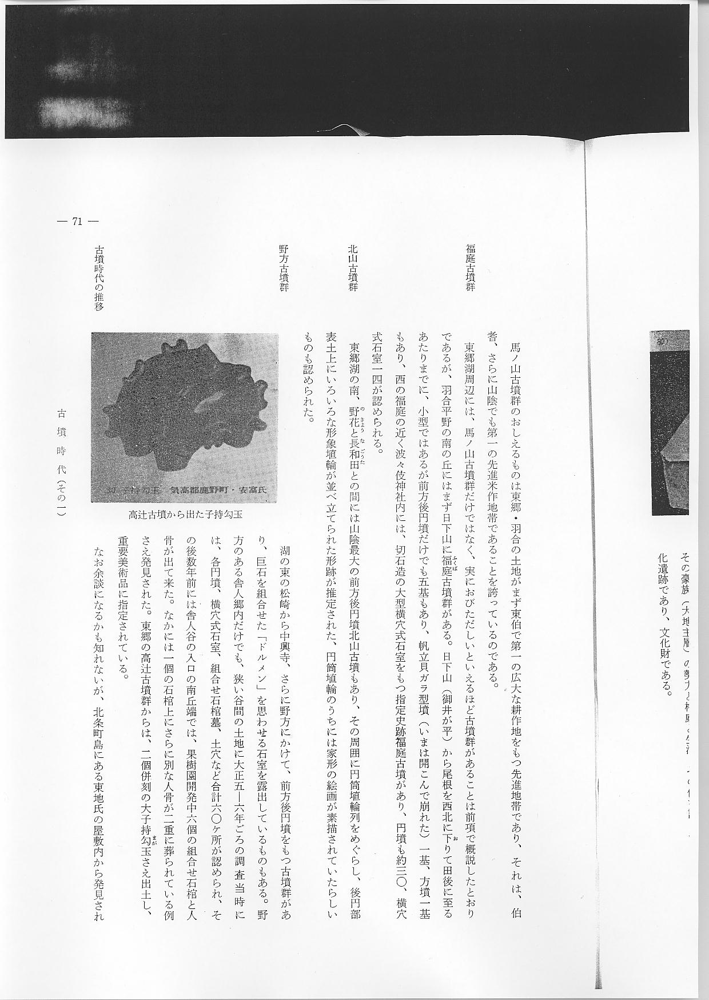 その豪族（大地主層）の勢力と
化遺跡であり、文化財である。
馬ノ山古墳群のおしえるものは東郷・羽合の土地がまず東伯で第一の広大な耕作地をもつ先進地帯であり、それは、伯
耆、さらに山陰でも第一の先進米作地帯であることを誇っているのである。
福庭古墳群
東郷湖周辺には、馬ノ山古墳群だけではなく、実におびただしいといえるほど古墳群があることは前項で概説したとおり
であるが、羽合平野の南の丘にはまず日下山に福庭古墳群がある。日下山（御井が平）から尾根を西北に下りて田後に至る
ふくば
お
あたりまでに、小型ではあるが前方後円墳だけでも五基もあり、帆立貝ガラ型墳（いまは開こんで崩れた）一基、方墳一基
もあり、西の福庭の近く波々伎神社内には、切石造の大型横穴式石室をもつ指定史跡福庭古墳があり、円墳も約三〇、横穴
式石室一四が認められる。
北山古墳群
東郷湖の南、野花と長和田との間には山陰最大の前方後円墳北山古墳もあり、その周囲に円筒埴輪列をめぐらし、後円部
のきょう なごうた
表土上にいろいろな形象埴輪が並べ立てられた形跡が推定された、円筒埴輪のうちには家形の絵画が素描されていたらしい
ものも認められた。
野方古墳群
湖の東の松崎から中興寺、さらに野方にかけて、前方後円墳をもつ古墳群があ
り、巨石を組合せた「ドルメン」を思わせる石室を露出しているものもある。野
方のある舎人郷内だけでも、狭い谷間の土地に大正五―六年ごろの調査当時に
は、各円墳、横穴式石室、組合せ石棺墓、土穴など合計六〇ケ所が認められ、そ
の後数年前には舎人谷の入口の南丘端では、果樹園開発中六個の組合せ石棺と人
骨が出て来た。なかには一個の石棺上にさらに別な人骨が二重に葬られている例
さえ発見された。東郷の高辻古墳群からは、二個併刻の大子持勾玉さえ出土し、
まが
重要美術品に指定されている。
古墳時代の推移
なお余談になるかも知れないが、北条町島にある東地氏の屋敷内から発見され
子持勾玉 気高郡鹿野町・安富氏
高辻古墳から出た子持勾玉
古墳時代（その一）
— 71 —